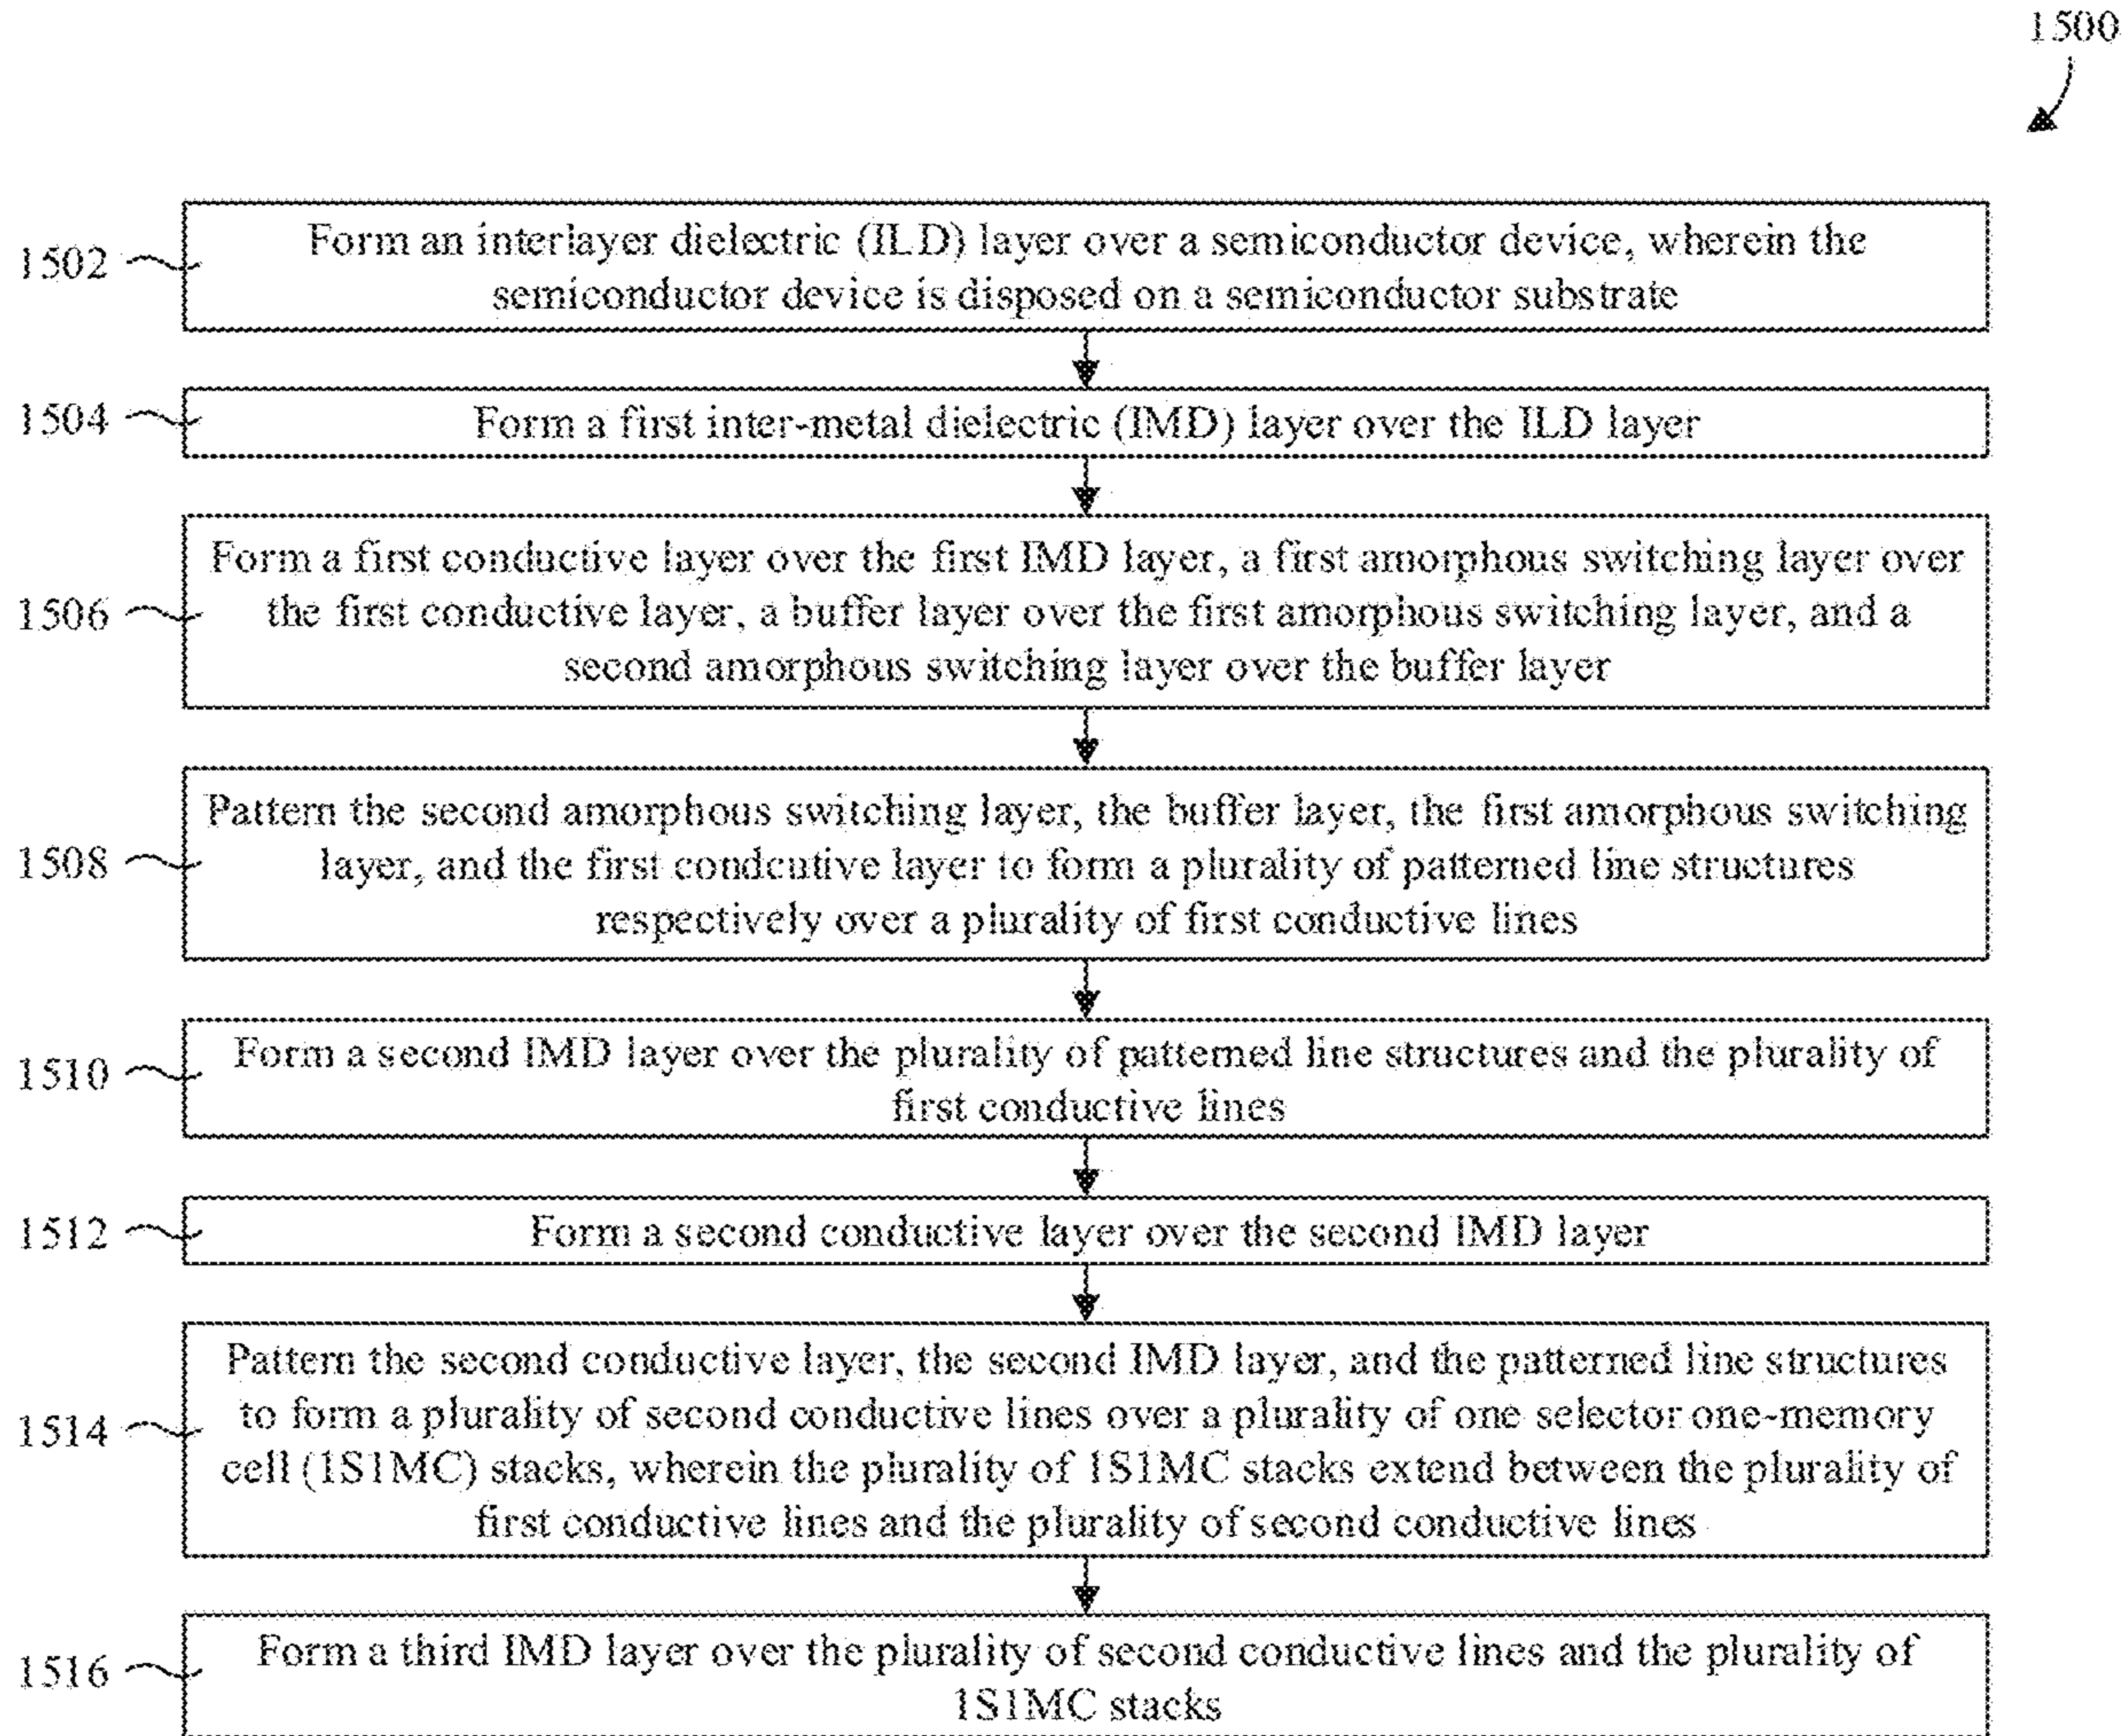 1500
1502
Form an interlayer dielectric (ILD) layer over a semiconductor device, wherein the
semiconductor device is disposed on a semiconductor substrate
1504
Form a first inter-metal dielectric (IMD) layer over the ILD layer
1506
Form a first conductive layer over the first IMD layer, a first amorphous switching layer over
the first conductive layer, a buffer layer over the first amorphous switching layer, and a
second amorphous switching layer over the buffer layer
1508
Pattern the second amorphous switching layer, the buffer layer, the first amorphous switching
layer, and the first condcutive layer to form a plurality of patterned line structures
respectively over a plurality of first conductive lines
1510
Form a second IMD layer over the plurality of patterned line structures and the plurality of
first conductive lines
1512
Form a second conductive layer over the second IMD layer
1514
Pattern the second conductive layer, the second IMD layer, and the patterned line structures
to form a plurality of second conductive lines over a plurality of one selector one-memory
cell (1S1MC) stacks, wherein the plurality of 1S1MC stacks extend between the plurality of
first conductive lines and the plurality of second conductive lines
1516
Form a third IMD layer over the plurality of second conductive lines and the plurality of
1S1MC stacks